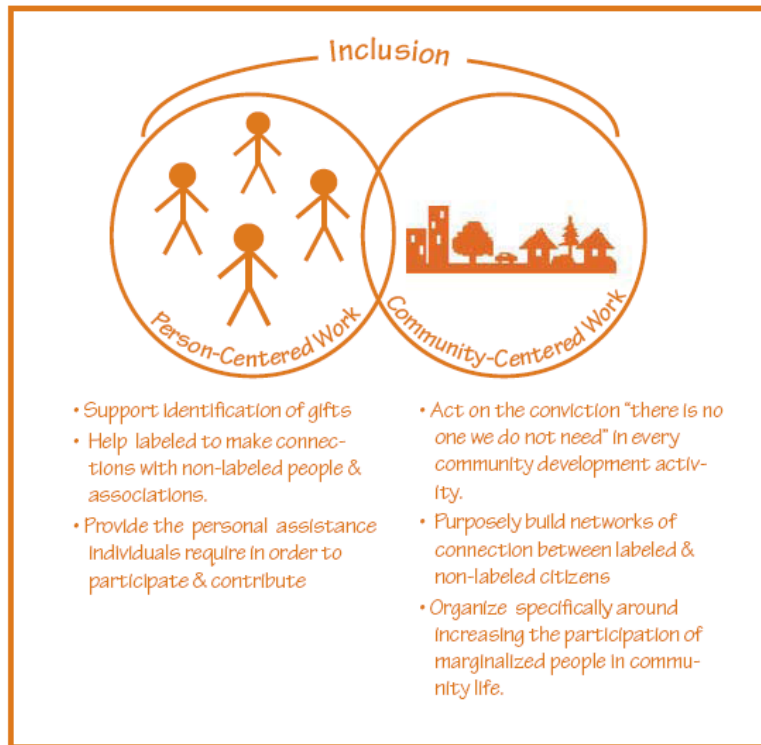 Inclusion
Person-Centered Work
Community-Centered Work
• Support identification of gifts
• Help labeled to make connec-
tions with non-labeled people &
associations.
• Provide the personal assistance
individuals require in order to
participate & contribute
• Act on the conviction "there is no
one we do not need" in every
community development activ-
ity.
• Purposely build networks of
connection between labeled &
non-labeled citizens
• Organize specifically around
increasing the participation of
marginalized people in commu-
nity life.